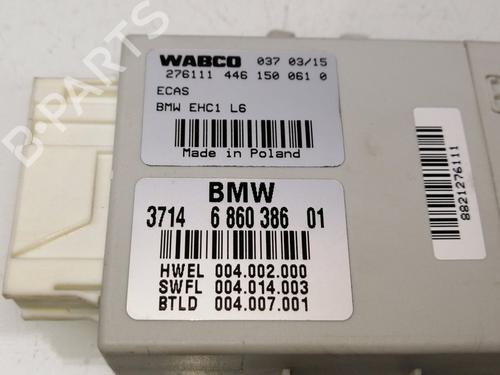 WABCO 037 03/15
276111 446 150 061 0
ECAS
BMW EHC1 L6
Made in Poland
BMW
3714 6 860 386 01
HWEL 004.002.000
SWFL 004.014.003
BTLD 004.007.001
8821276111
B-PARTS